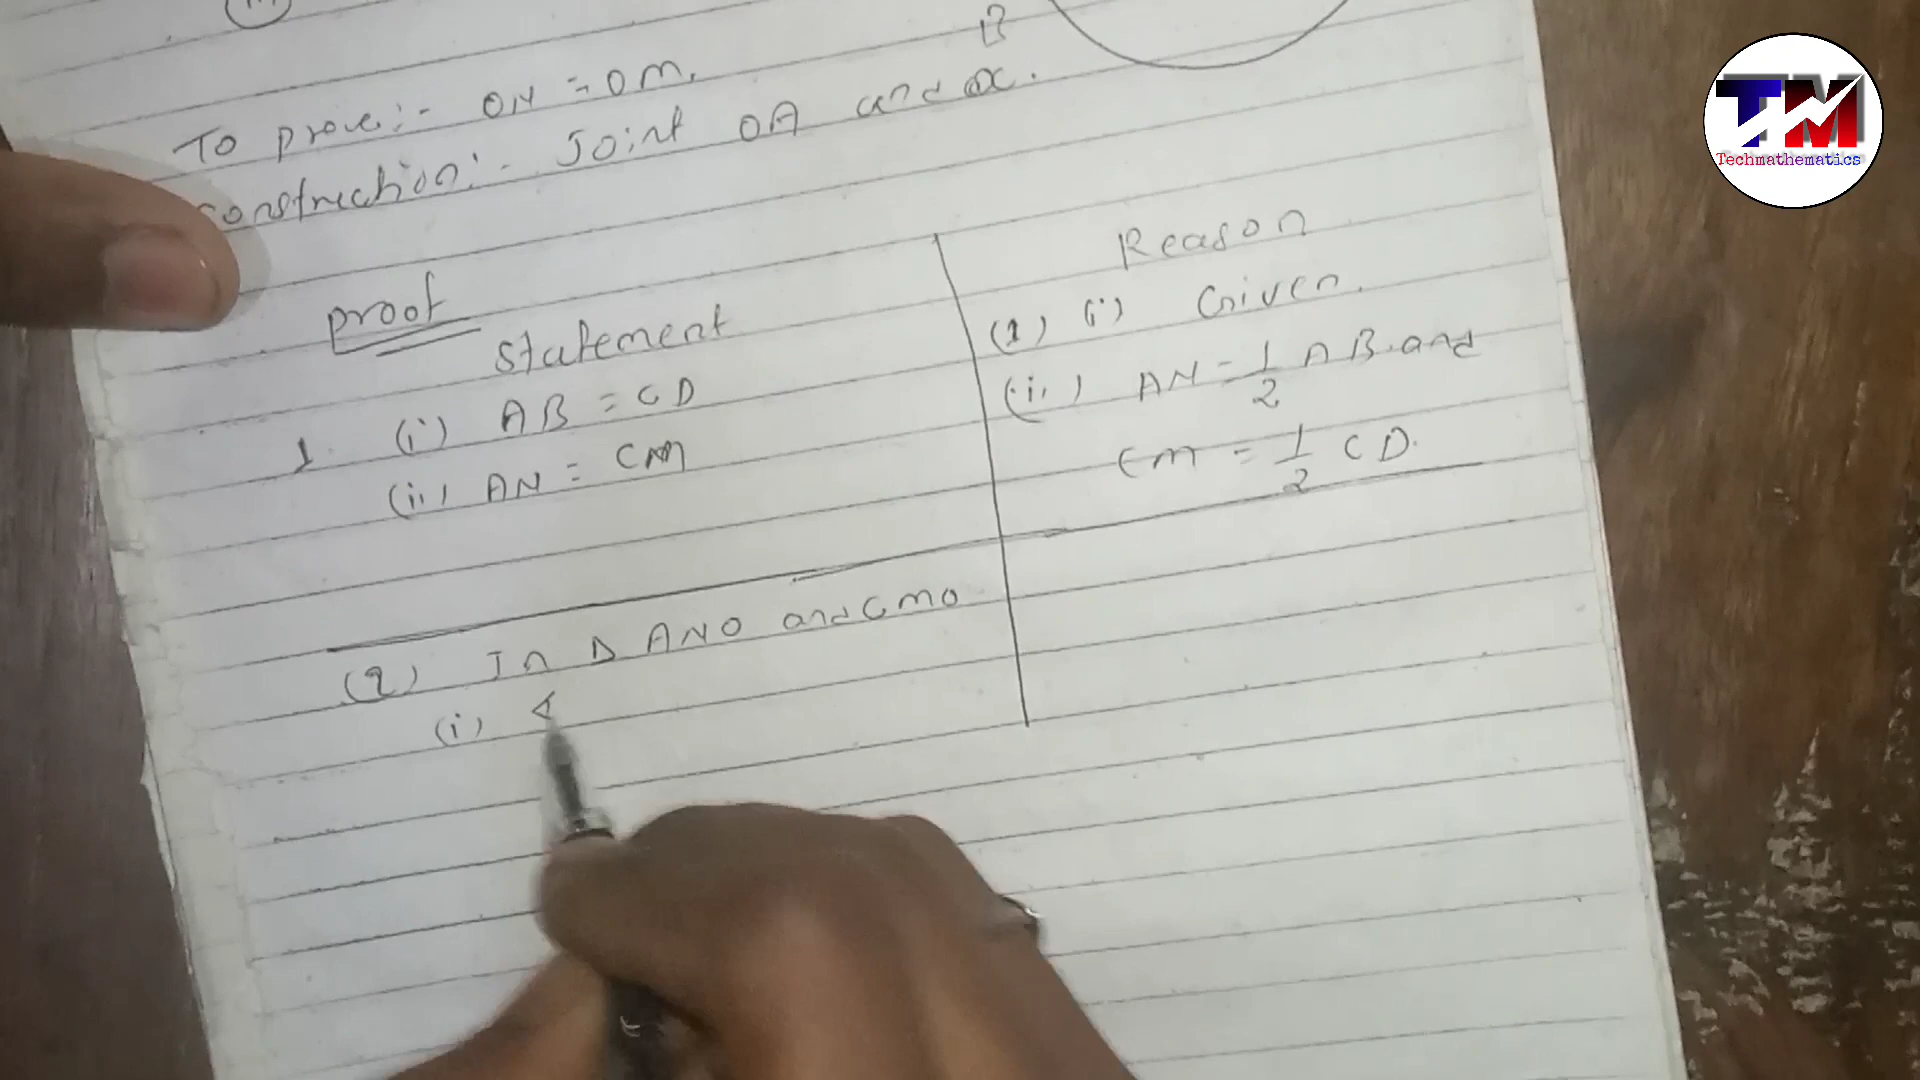 B
To prove:- ON = OM.
construction:- Joint OA and OC.
Proof
Statement
Reason
1. (i) AB = CD
(1) (i) Given.
(ii) AN = CM
(ii) AN = 1/2 AB and
CM = 1/2 CD.
(2) In Δ ANO and CMO
(i) ∠
TM
Techmathematics